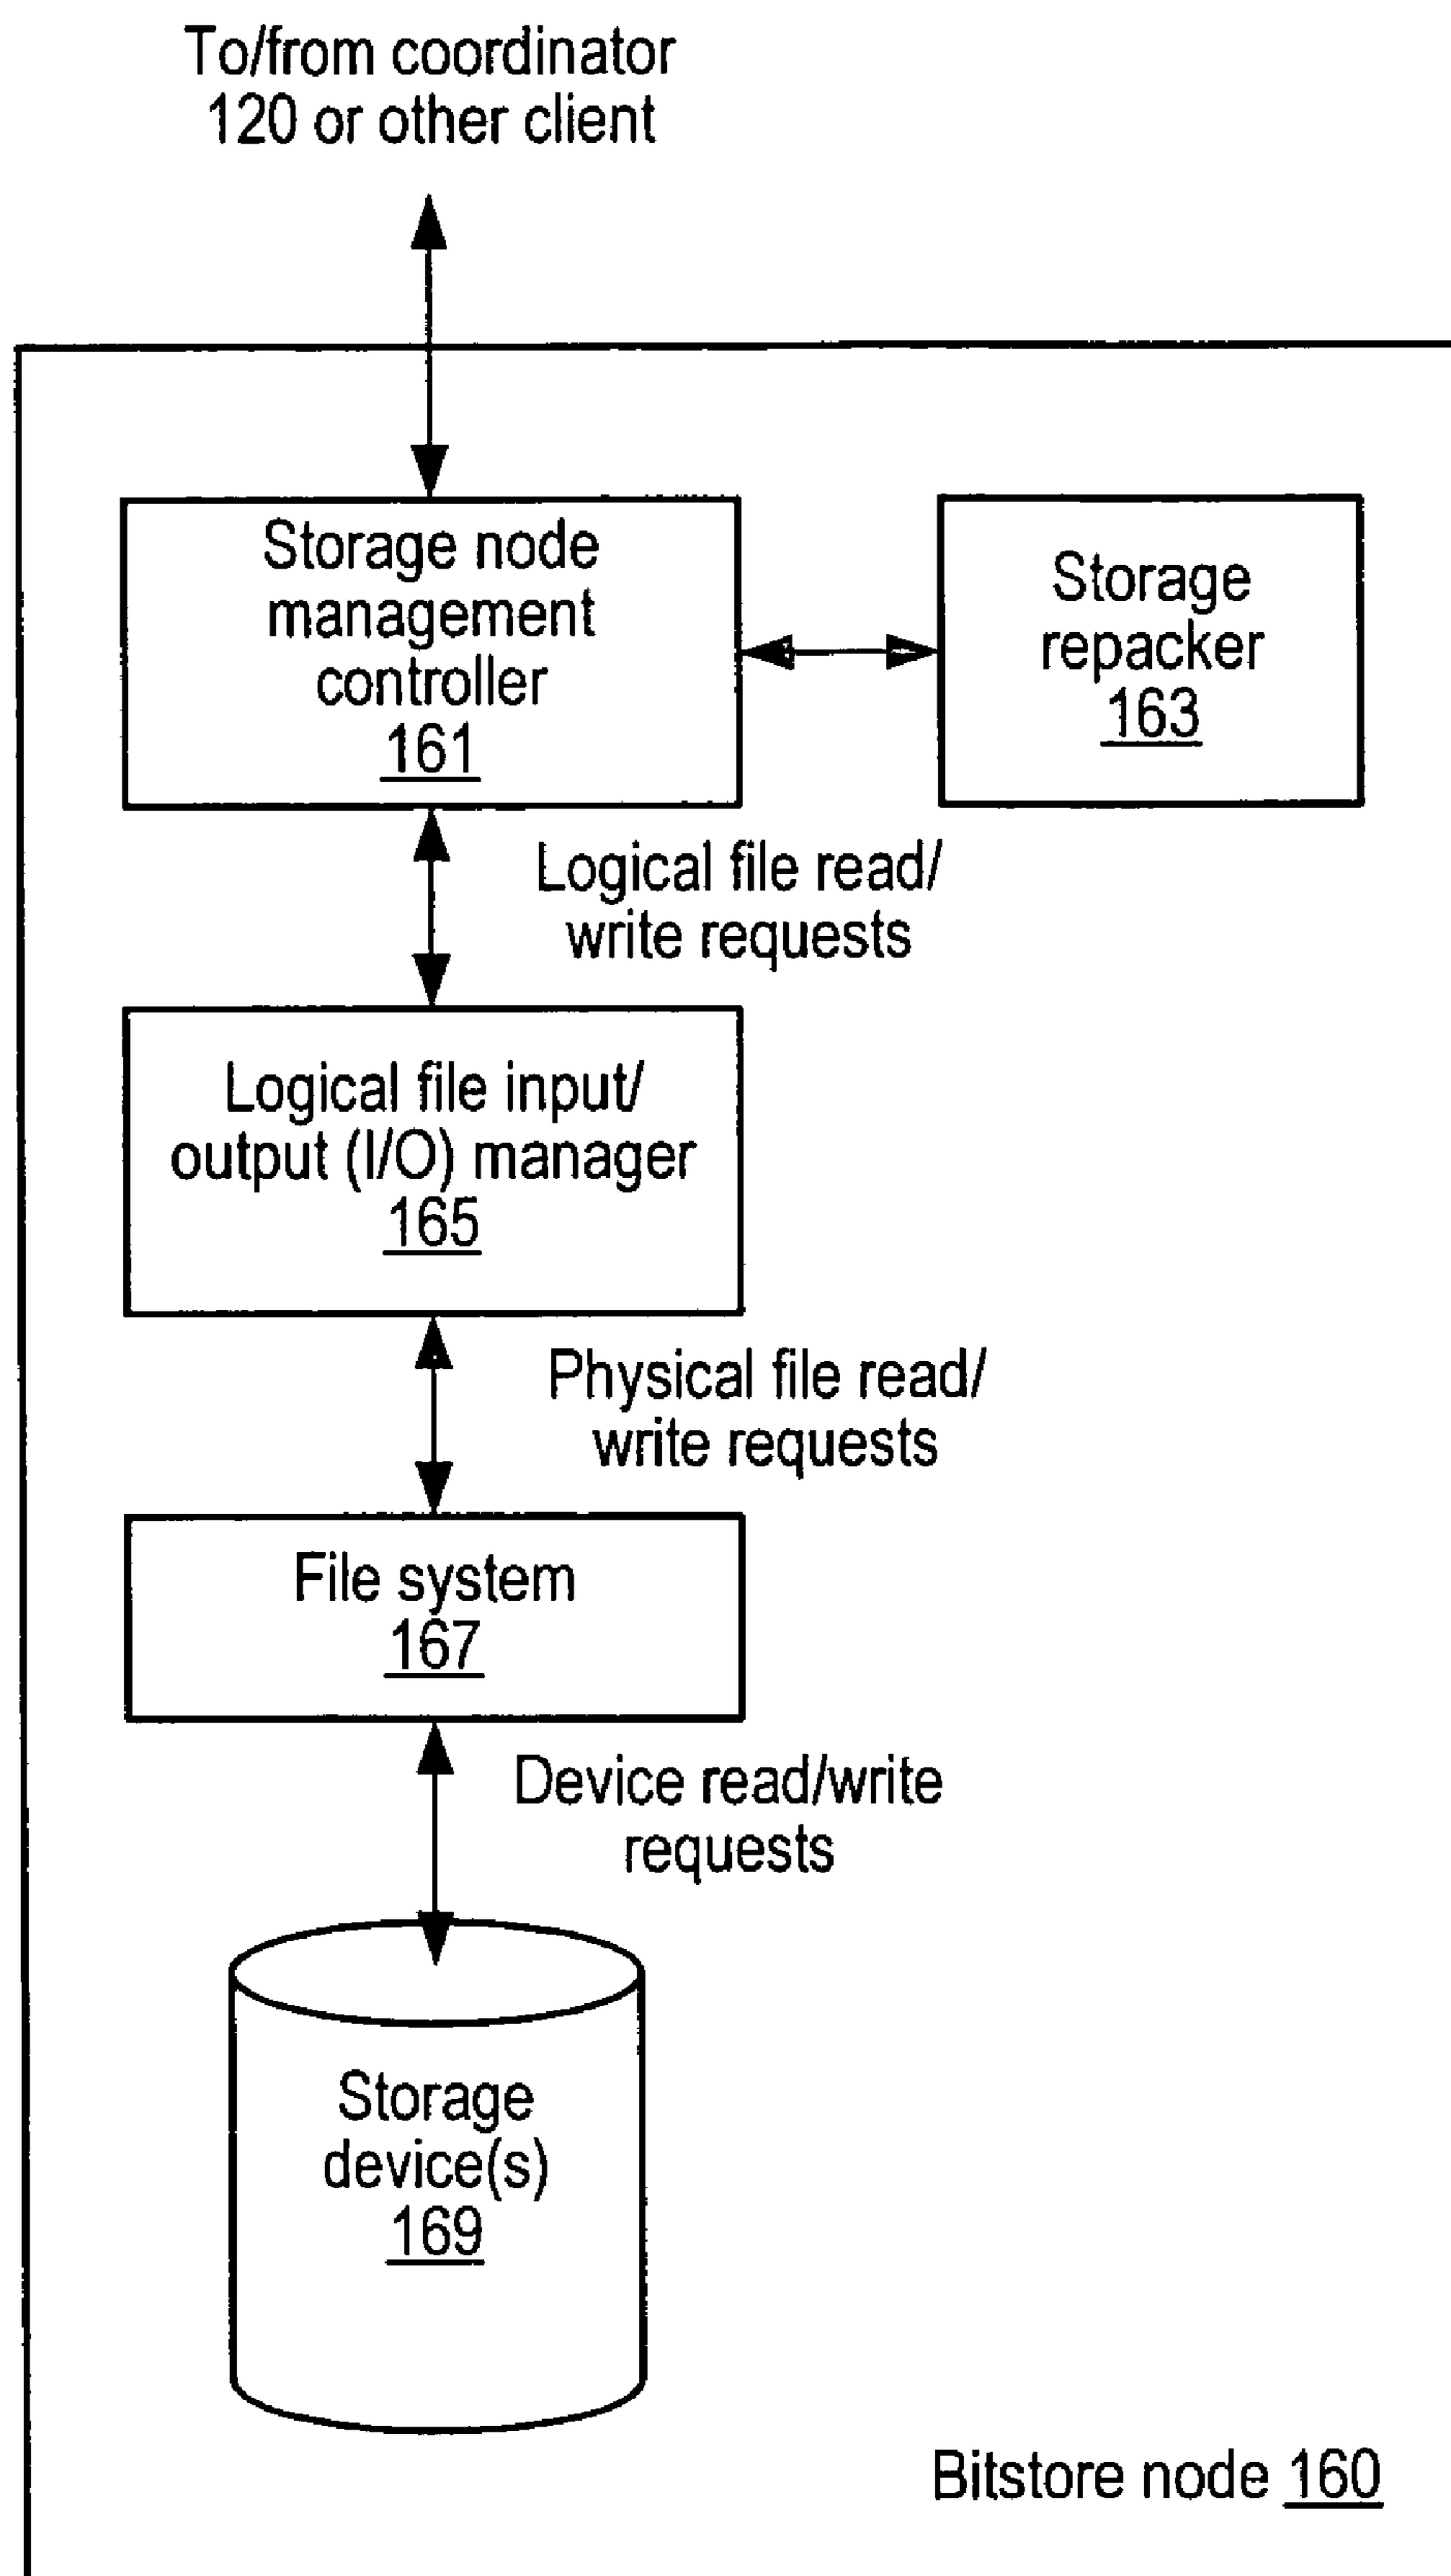 To/from coordinator
120 or other client
Storage node
management
controller
161
Storage
repacker
163
Logical file read/
write requests
Logical file input/
output (I/O) manager
165
Physical file read/
write requests
File system
167
Device read/write
requests
Storage
device(s)
169
Bitstore node 160